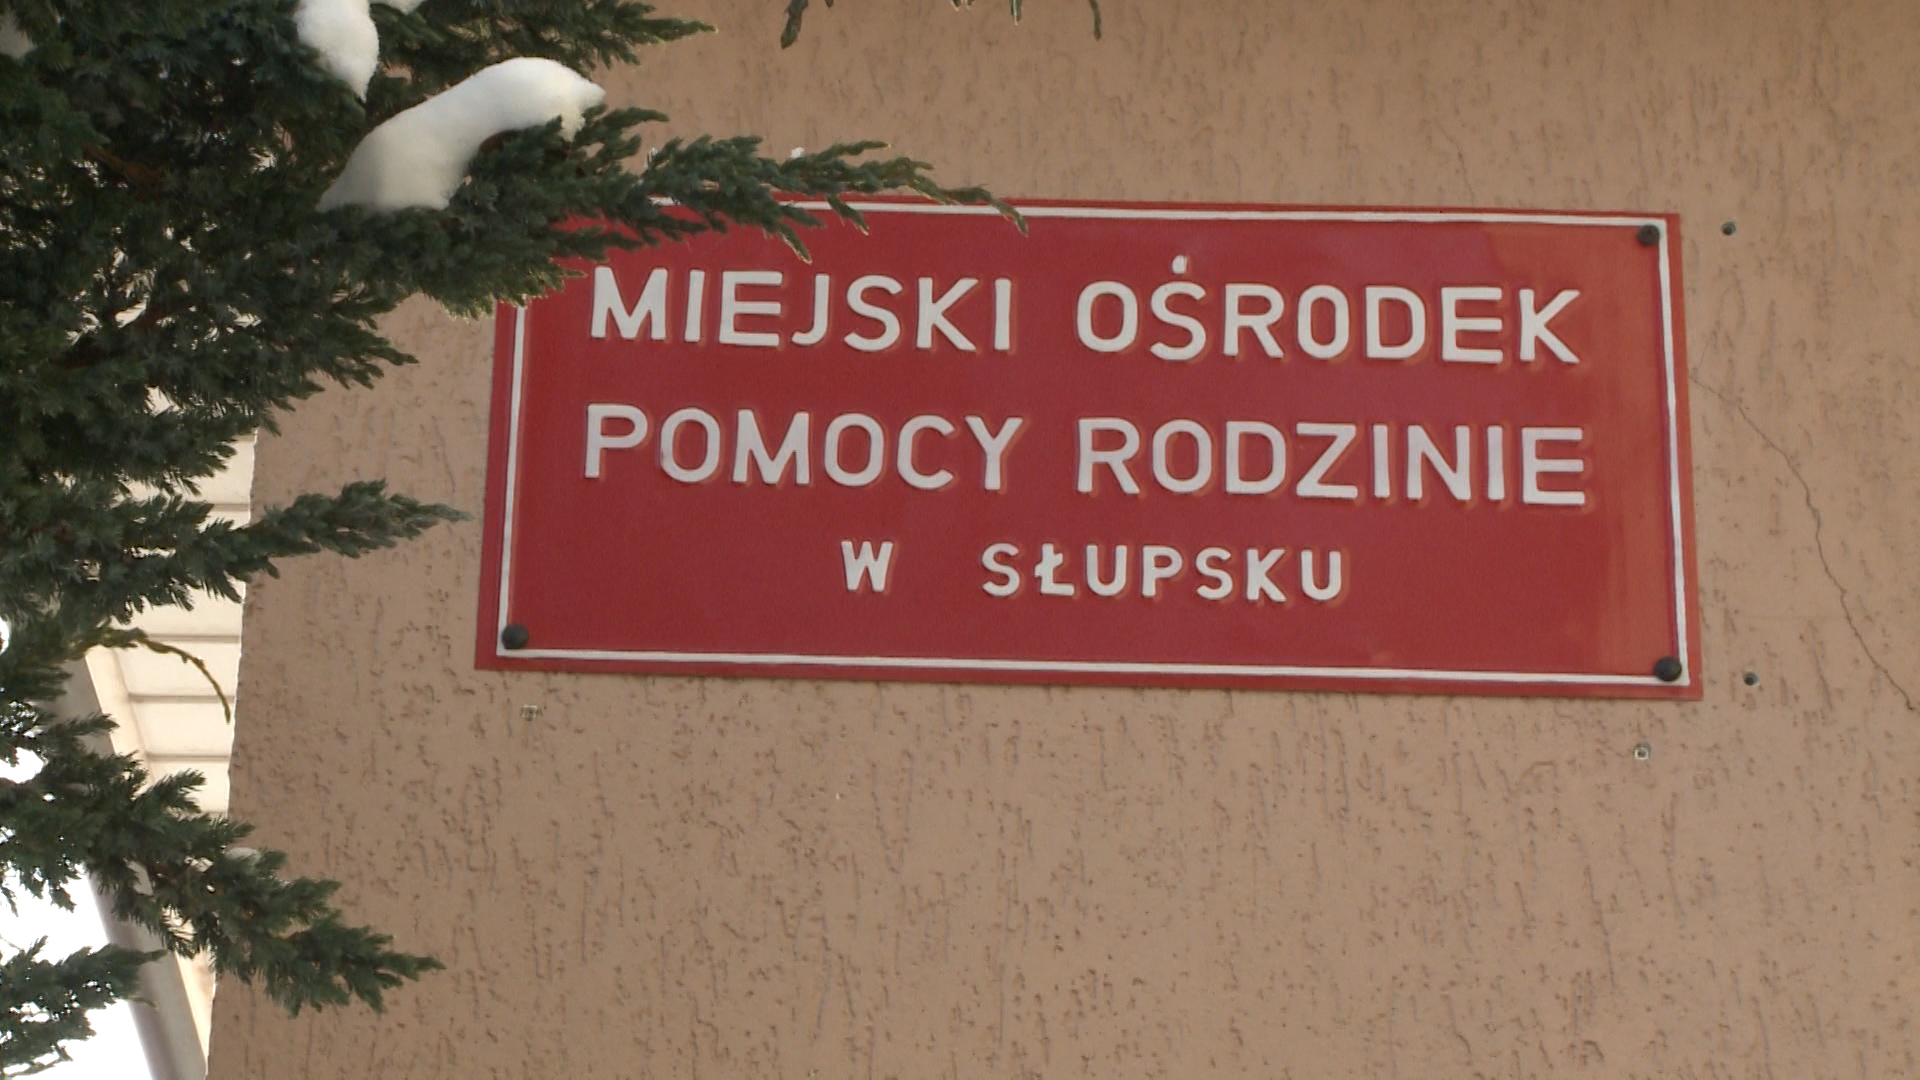 MIEJSKI OŚRODEK
POMOCY RODZINIE
W SŁUPSKU